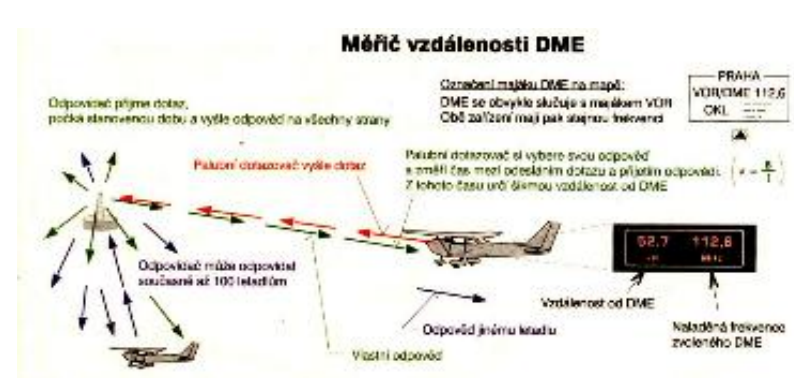 Měřič vzdálenosti DME
Označení majáku DME na mapě:
DME se obvykle slučuje s majákem VOR
Obě zařízení mají pak stejnou frekvenci
PRAHA
VOR/DME 112,6
OKL
Odpovídač přijme dotaz,
počká stanovenou dobu a vyšle odpověď na všechny strany
Palubní dotazovač vyšle dotaz
Palubní dotazovač si vybere svou odpověď
a změří čas mezi odesláním dotazu a přijetím odpovědi.
Z tohoto času určí šikmou vzdálenost od DME
Odpovídač může odpovídat
současně až 100 letadlům
52.7 112.6
Vzdálenost od DME
Naladěná frekvence
zvoleného DME
Odpověď jinému letadlu
Vlastní odpověď